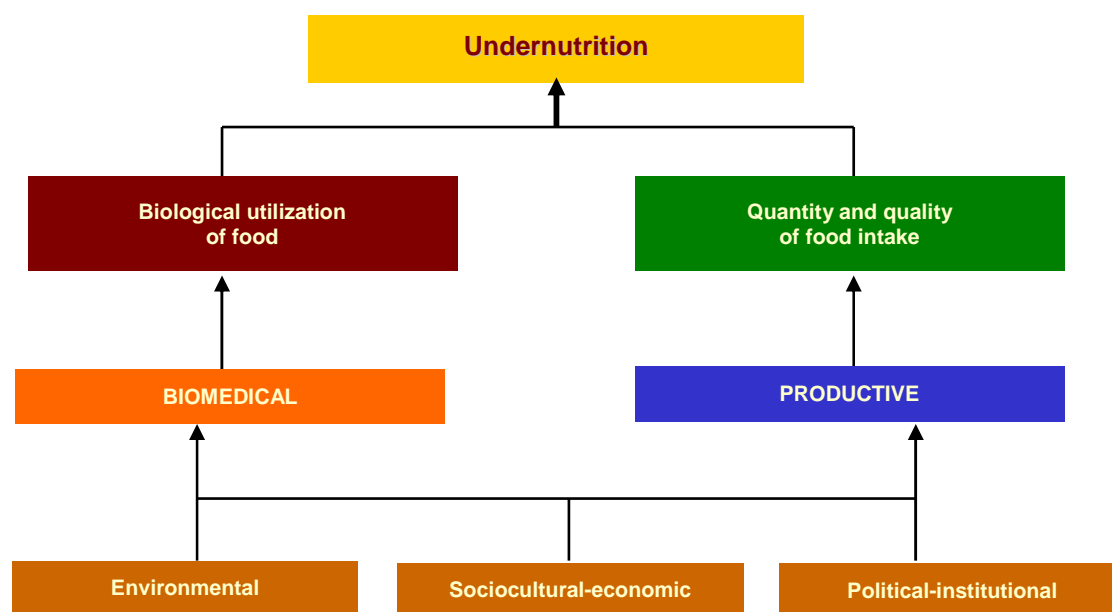 Undernutrition
Biological utilization
of food
Quantity and quality
of food intake
BIOMEDICAL
PRODUCTIVE
Environmental
Sociocultural-economic
Political-institutional